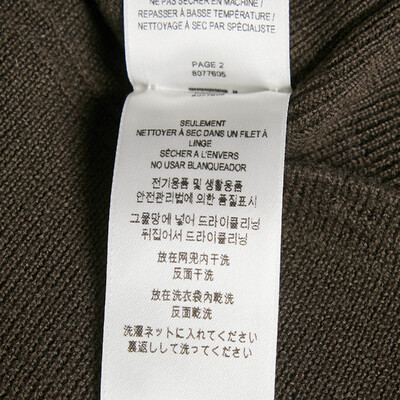 NE PAS SÉCHER EN MACHINE /
REPASSER À BASSE TEMPÉRATURE /
NETTOYAGE À SEC PAR SPÉCIALISTE
PAGE 2
8077605
SEULEMENT
NETTOYER À SEC DANS UN FILET À
LINGE
SÉCHER À L'ENVERS
NO USAR BLANQUEADOR
전기용품 및 생활용품
안전관리법에 의한 품질표시
그물망에 넣어 드라이클리닝
뒤집어서 드라이클리닝
放在网兜内干洗
反面干洗
放在洗衣袋內乾洗
反面乾洗
洗濯ネットに入れてください
裏返しして洗ってください